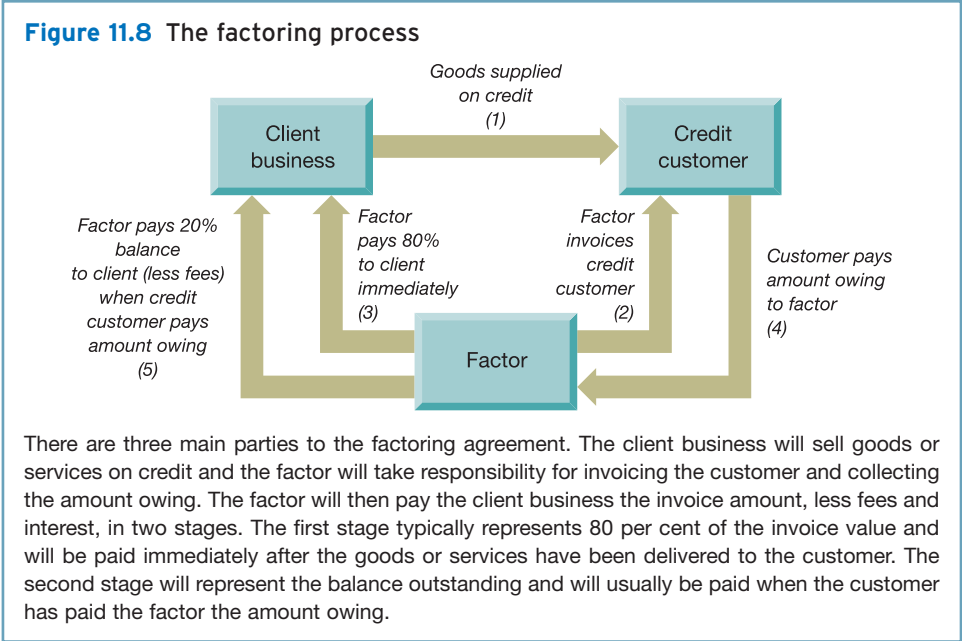 Figure 11.8 The factoring process
Goods supplied
on credit
(1)
Client
business
Credit
customer
Factor pays 20%
balance
to client (less fees)
when credit
customer pays
amount owing
(5)
Factor
pays 80%
to client
immediately
(3)
Factor
invoices
credit
customer
(2)
Customer pays
amount owing
to factor
(4)
Factor
There are three main parties to the factoring agreement. The client business will sell goods or
services on credit and the factor will take responsibility for invoicing the customer and collecting
the amount owing. The factor will then pay the client business the invoice amount, less fees and
interest, in two stages. The first stage typically represents 80 per cent of the invoice value and
will be paid immediately after the goods or services have been delivered to the customer. The
second stage will represent the balance outstanding and will usually be paid when the customer
has paid the factor the amount owing.